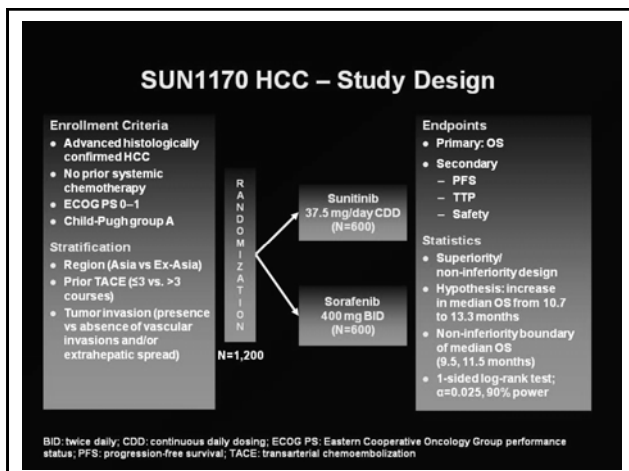 SUN1170 HCC – Study Design
Enrollment Criteria
• Advanced histologically
confirmed HCC
• No prior systemic
chemotherapy
• ECOG PS 0–1
• Child-Pugh group A
Stratification
• Region (Asia vs Ex-Asia)
• Prior TACE (≤3 vs. >3
courses)
• Tumor invasion (presence
vs absence of vascular
invasions and/or
extrahepatic spread)
RANDOMIZATION
N=1,200
Sunitinib
37.5 mg/day CDD
(N=600)
Sorafenib
400 mg BID
(N=600)
Endpoints
• Primary: OS
• Secondary
– PFS
– TTP
– Safety
Statistics
• Superiority/
non-inferiority design
• Hypothesis: increase
in median OS from 10.7
to 13.3 months
• Non-inferiority boundary
of median OS
(9.5, 11.5 months)
• 1-sided log-rank test;
α=0.025, 90% power
BID: twice daily; CDD: continuous daily dosing; ECOG PS: Eastern Cooperative Oncology Group performance
status; PFS: progression-free survival; TACE: transarterial chemoembolization